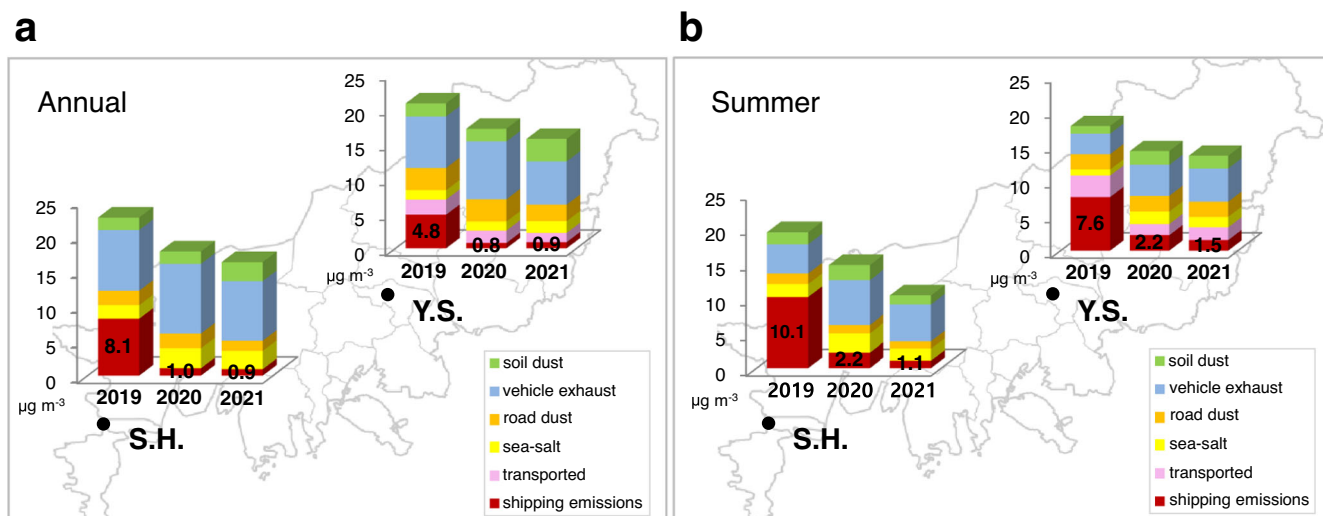 a
Annual
25
20
15
10
5
0
µg m-3
4.8
0.8
0.9
2019
2020
2021
Y.S.
25
20
15
10
5
0
µg m-3
8.1
1.0
0.9
2019
2020
2021
S.H.
soil dust
vehicle exhaust
road dust
sea-salt
transported
shipping emissions
b
Summer
25
20
15
10
5
0
µg m-3
7.6
2.2
1.5
2019
2020
2021
Y.S.
25
20
15
10
5
0
µg m-3
10.1
2.2
1.1
2019
2020
2021
S.H.
soil dust
vehicle exhaust
road dust
sea-salt
transported
shipping emissions